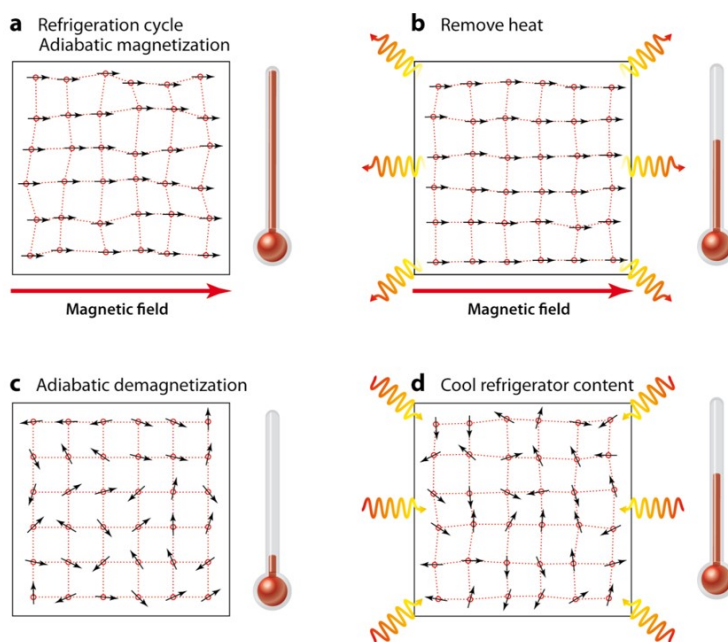 a Refrigeration cycle
Adiabatic magnetization
b Remove heat
Magnetic field
Magnetic field
c Adiabatic demagnetization
d Cool refrigerator content